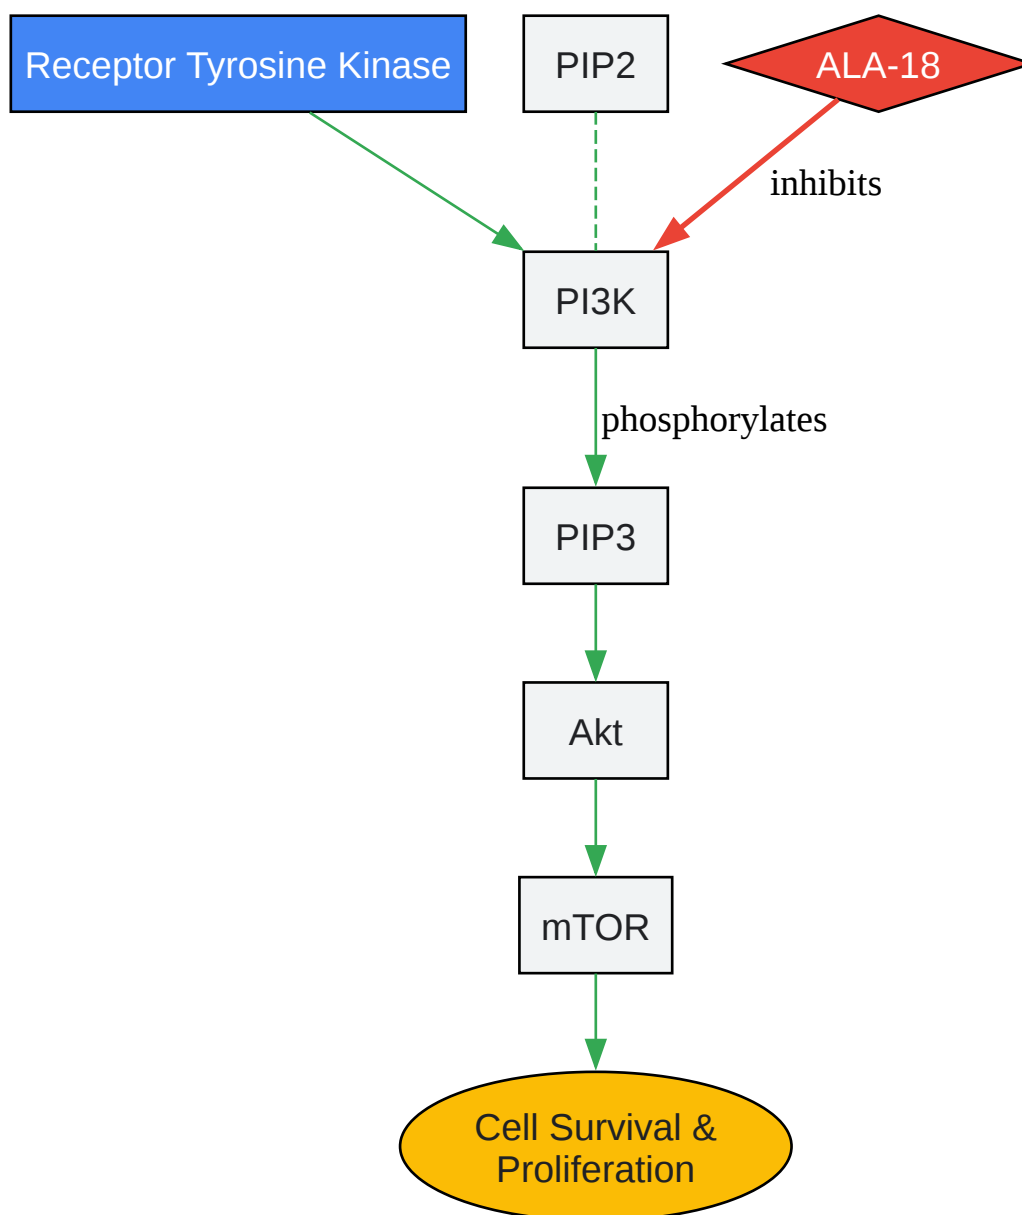 Receptor Tyrosine Kinase
PIP2
ALA-18
inhibits
PI3K
phosphorylates
PIP3
Akt
mTOR
Cell Survival &
Proliferation